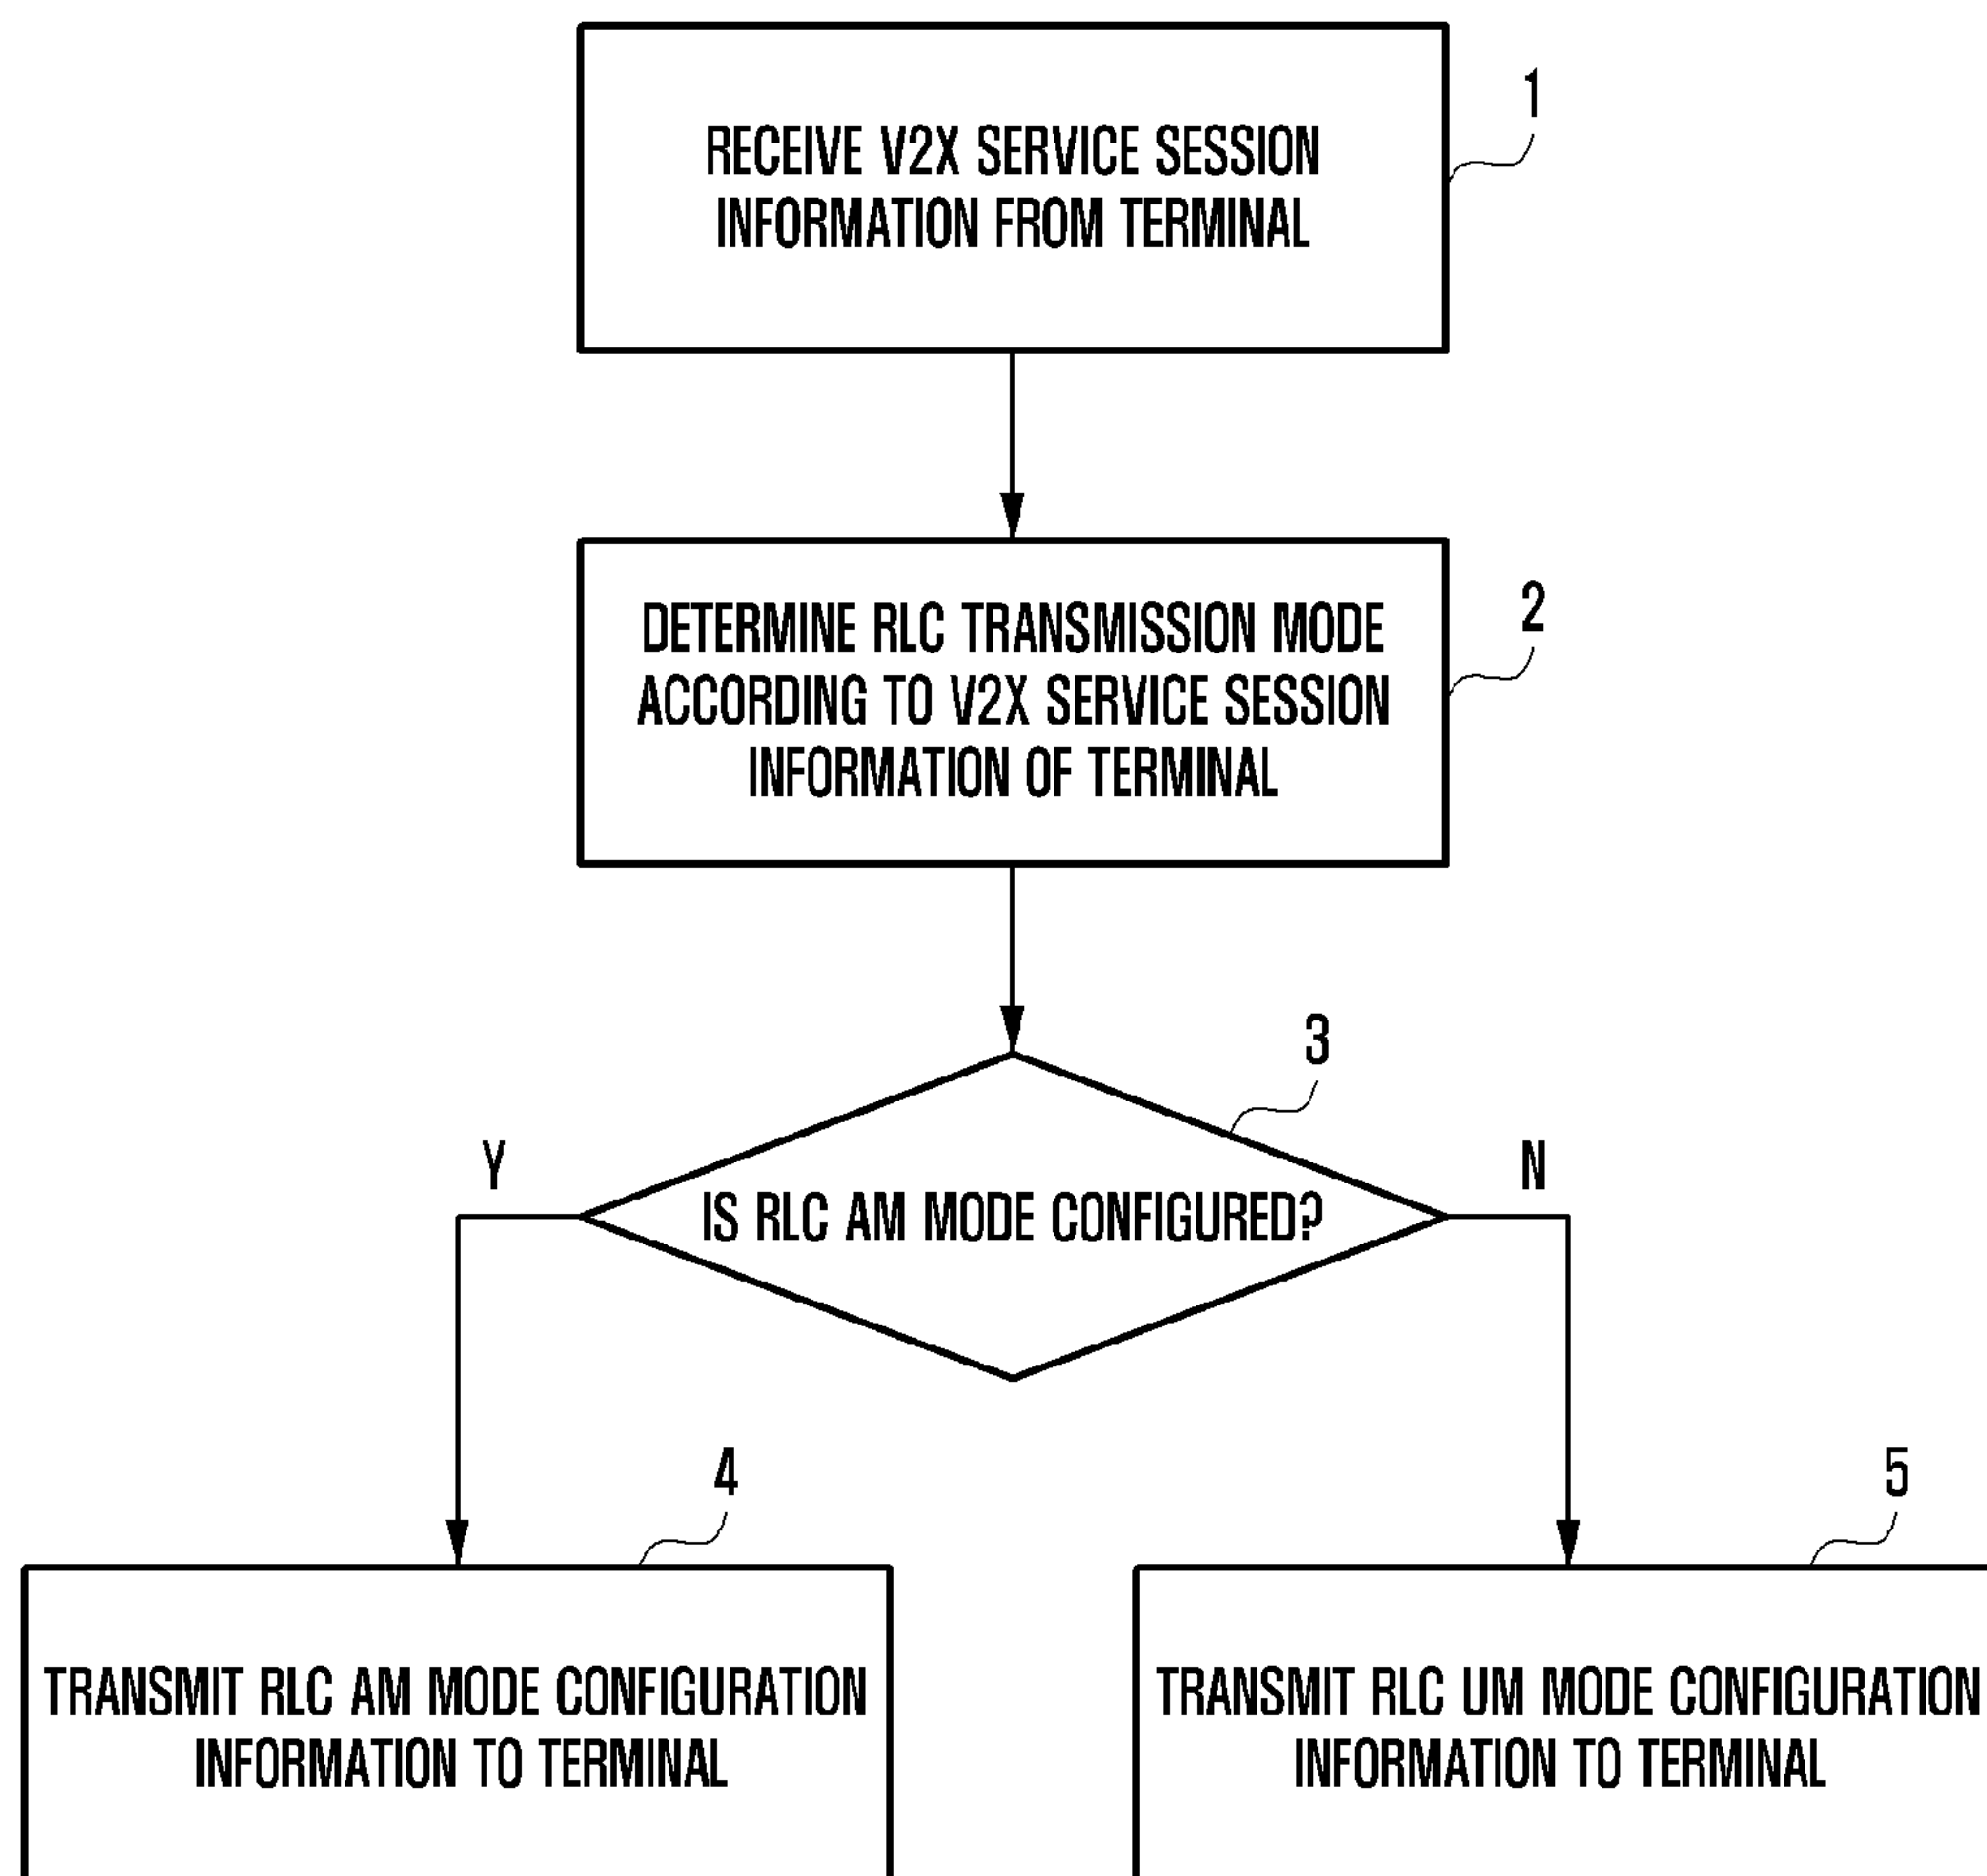 1
RECEIVE V2X SERVICE SESSION
INFORMATION FROM TERMINAL
2
DETERMINE RLC TRANSMISSION MODE
ACCORDING TO V2X SERVICE SESSION
INFORMATION OF TERMINAL
3
Y
N
IS RLC AM MODE CONFIGURED?
4
5
TRANSMIT RLC AM MODE CONFIGURATION
INFORMATION TO TERMINAL
TRANSMIT RLC UM MODE CONFIGURATION
INFORMATION TO TERMINAL